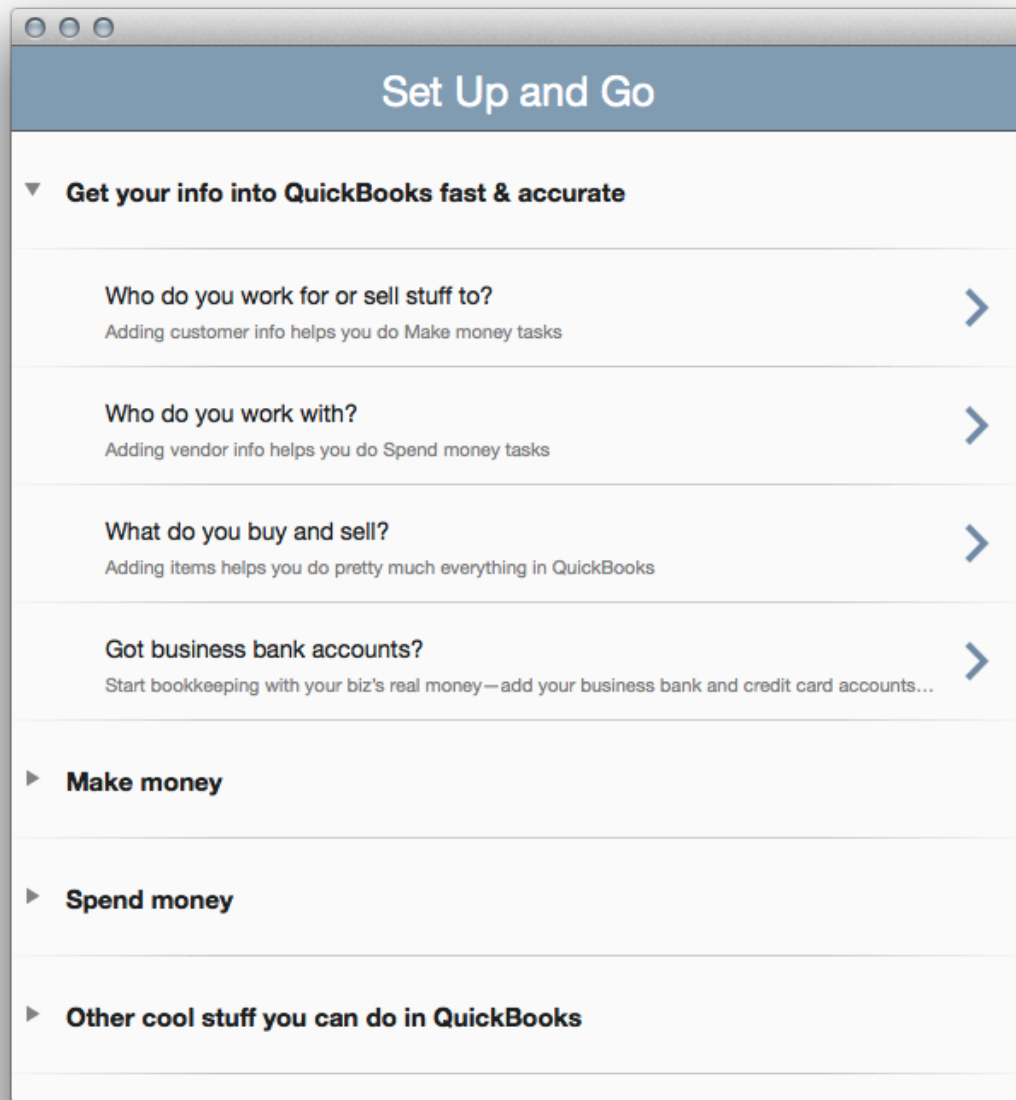 Set Up and Go
Get your info into QuickBooks fast & accurate
Who do you work for or sell stuff to?
Adding customer info helps you do Make money tasks
Who do you work with?
Adding vendor info helps you do Spend money tasks
What do you buy and sell?
Adding items helps you do pretty much everything in QuickBooks
Got business bank accounts?
Start bookkeeping with your biz's real money—add your business bank and credit card accounts...
Make money
Spend money
Other cool stuff you can do in QuickBooks